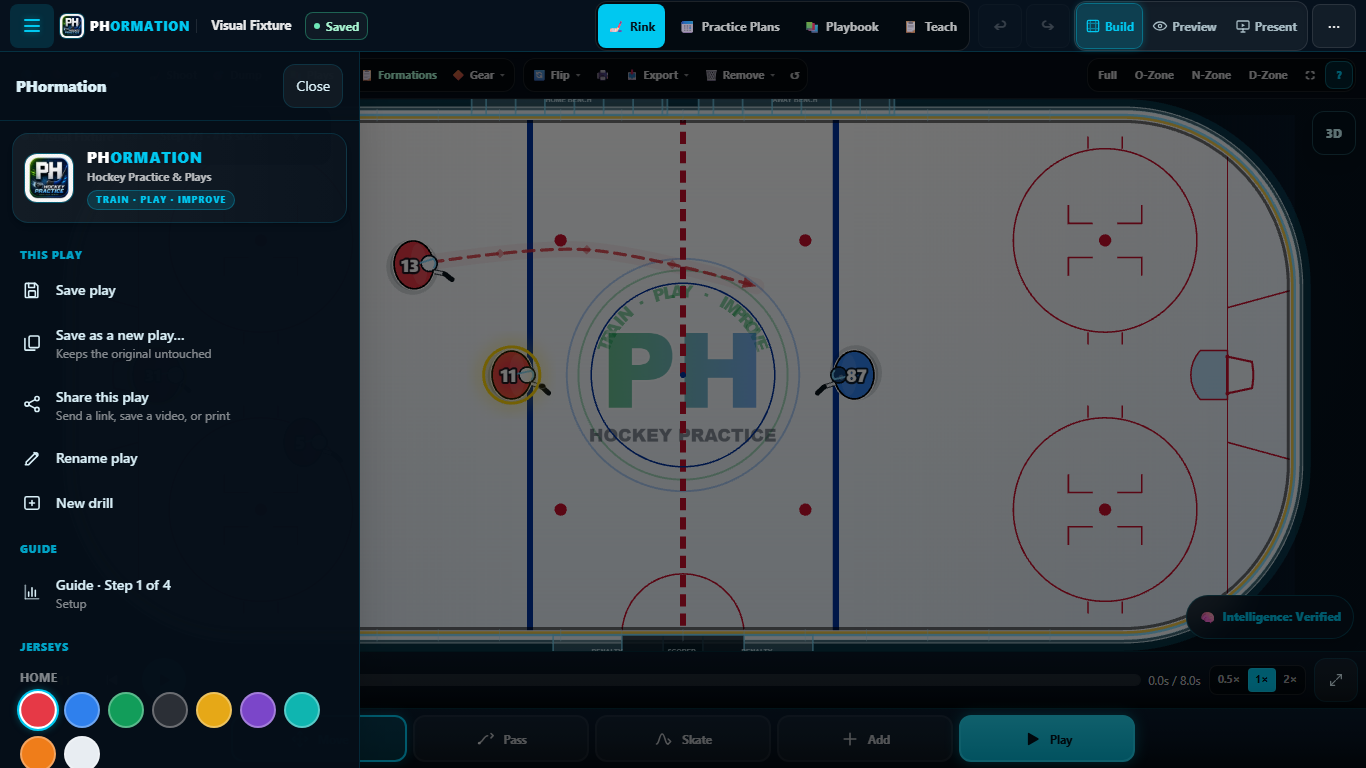 PHORMATION
Visual Fixture
Saved
Rink
Practice Plans
Playbook
Teach
Build
Preview
Present
PHormation
Close
Formations
Gear
Flip
Export
Remove
Full
O-Zone
N-Zone
D-Zone
?
3D
PH
HOCKEY
PRACTICE
PHORMATION
Hockey Practice & Plays
TRAIN · PLAY · IMPROVE
THIS PLAY
Save play
Save as a new play...
Keeps the original untouched
Share this play
Send a link, save a video, or print
Rename play
New drill
GUIDE
Guide · Step 1 of 4
Setup
JERSEYS
HOME
13
11
87
TRAIN · PLAY · IMPROVE
PH
HOCKEY PRACTICE
Intelligence: Verified
0.0s / 8.0s
0.5×
1×
2×
Pass
Skate
Add
Play